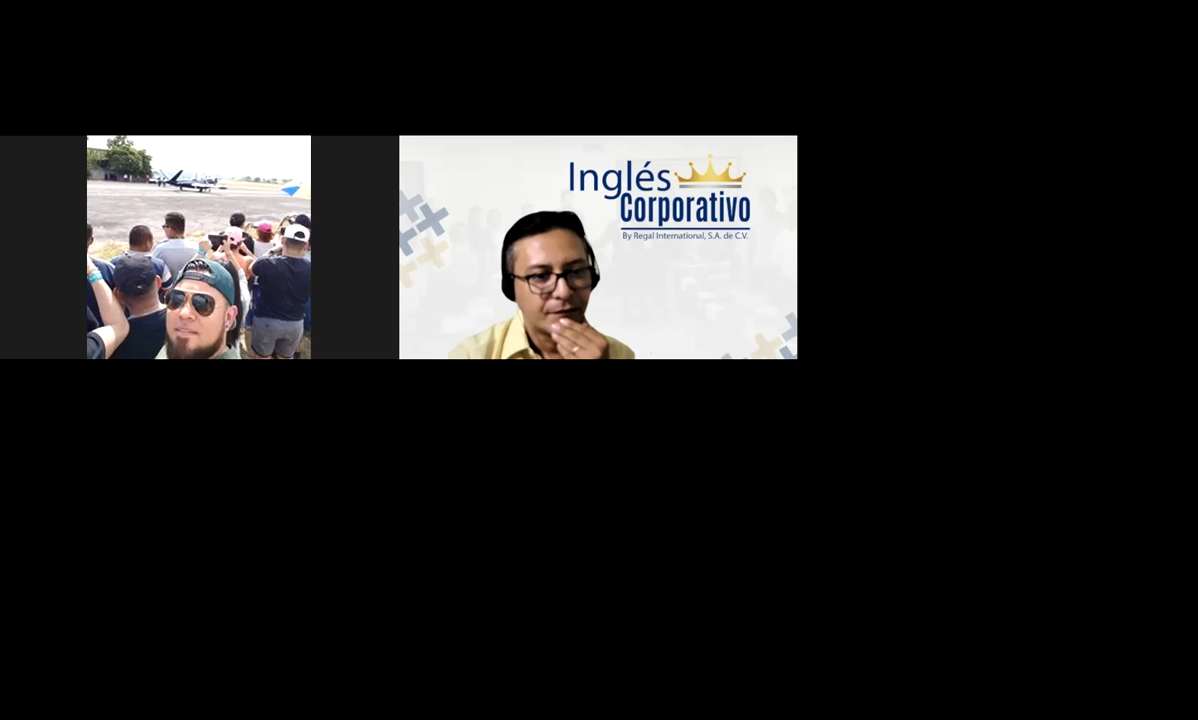 Inglés
Corporativo
By Regal International, S.A. de C.V.